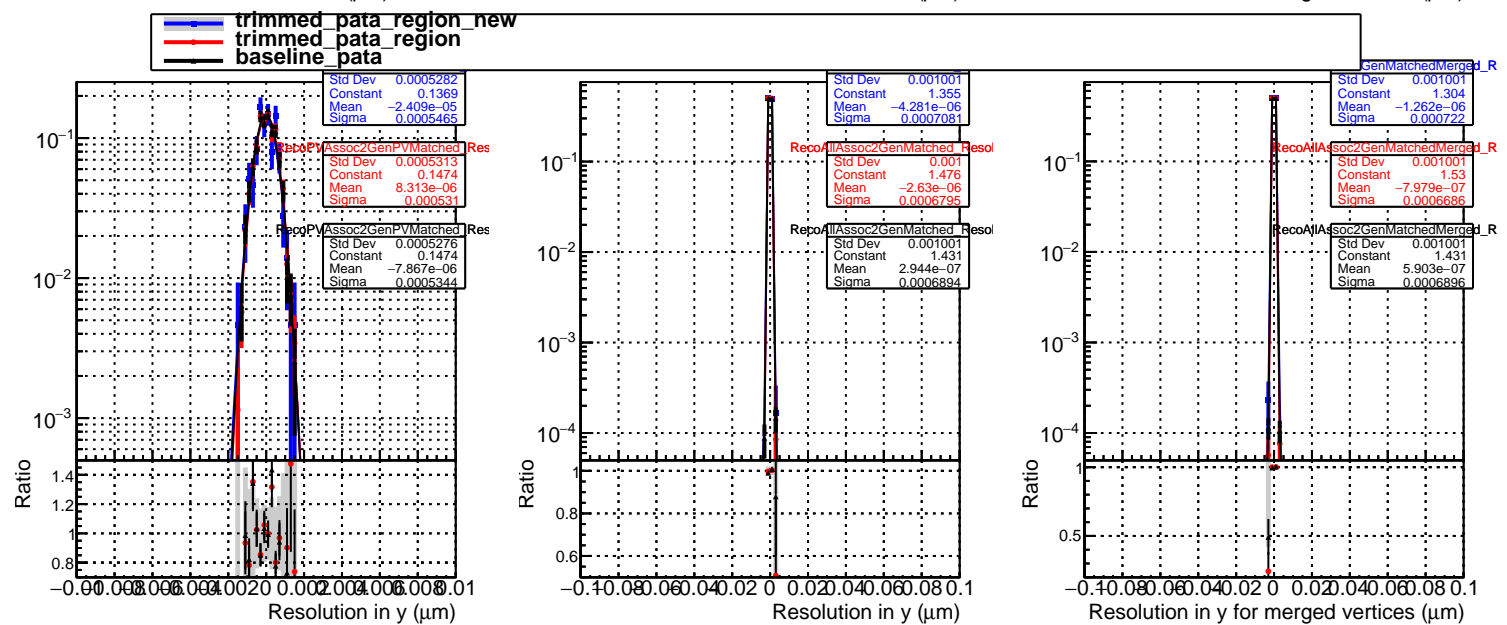 trimmed_pata_region_new
trimmed_pata_region
baseline_pata
Std Dev 0.0005282
Constant 0.1369
Mean −2.409e−05
Sigma 0.0005465
RecoPVAssoc2GenPVMatched_Res
Std Dev 0.0005313
Constant 0.1474
Mean 8.313e−06
Sigma 0.000531
RecoPVAssoc2GenPVMatched_Res
Std Dev 0.0005276
Constant 0.1474
Mean −7.867e−06
Sigma 0.0005344
10−1
10−2
10−3
Ratio
1.4
1.2
1
0.8
0.002
0.01
Resolution in y (μm)
Std Dev 0.001001
Constant 1.355
Mean −4.281e−06
Sigma 0.0007081
RecoAllAssoc2GenMatched_Resol
Std Dev 0.001
Constant 1.476
Mean −2.63e−06
Sigma 0.0006795
RecoAllAssoc2GenMatched_Resol
Std Dev 0.001001
Constant 1.431
Mean 2.944e−07
Sigma 0.0006894
10−1
10−2
10−3
10−4
Ratio
1
0.8
0.6
−0.1−0.08−0.06−0.04−0.02 0 0.02 0.04 0.06 0.08 0.1
Resolution in y (μm)
GenMatchedMerged_R
Std Dev 0.001001
Constant 1.304
Mean −1.262e−06
Sigma 0.000722
RecoAllAssoc2GenMatchedMerged_R
Std Dev 0.001001
Constant 1.53
Mean −7.979e−07
Sigma 0.0006686
RecoAllAssoc2GenMatchedMerged_R
Std Dev 0.001001
Constant 1.431
Mean 5.903e−07
Sigma 0.0006896
10−1
10−2
10−3
10−4
Ratio
1
0.5
−0.1−0.08−0.06−0.04−0.02 0 0.02 0.04 0.06 0.08 0.1
Resolution in y for merged vertices (μm)